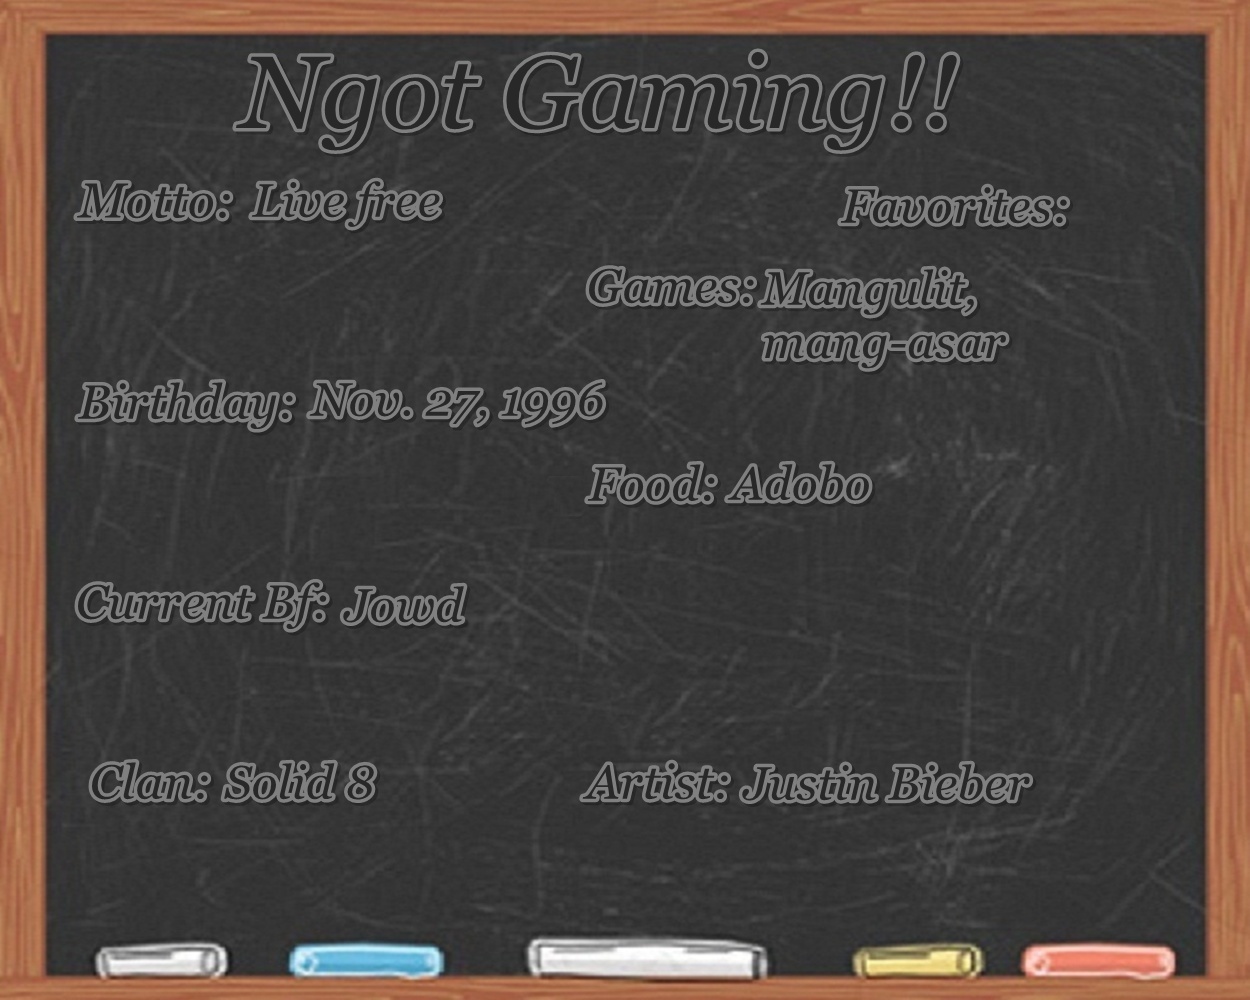 Ngot Gaming!!
Motto: Live free
Birthday: Nov. 27, 1996
Current Bf: Jowd
Clan: Solid 8
Favorites:
Games: Mangulit,
mang-asar
Food: Adobo
Artist: Justin Bieber